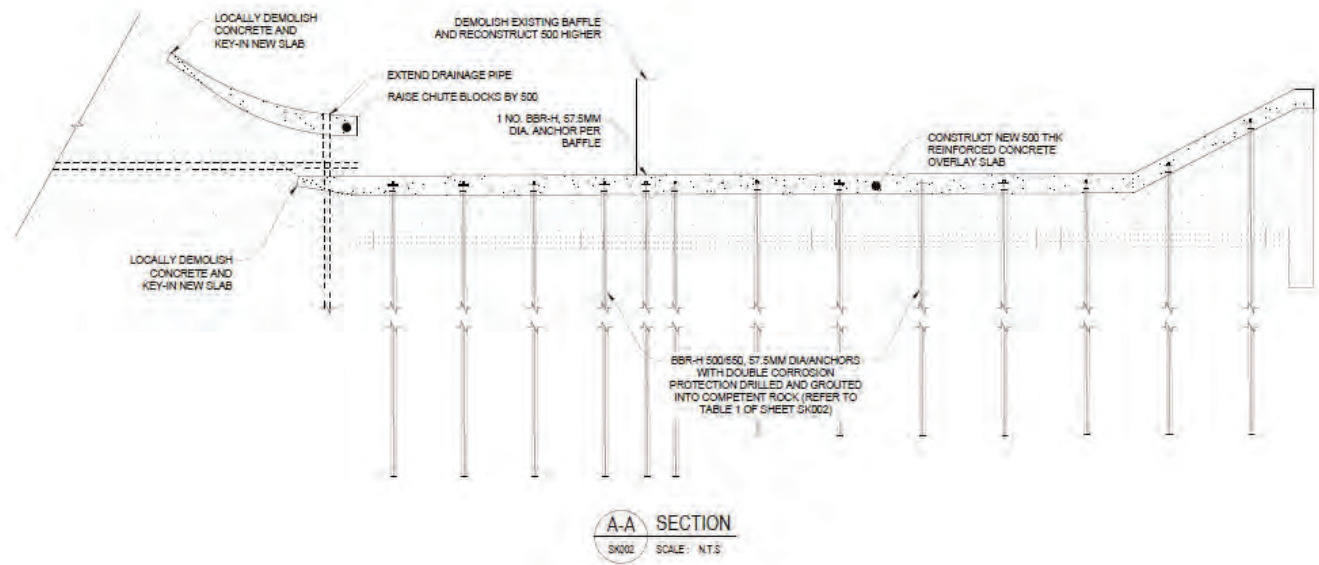 LOCALLY DEMOLISH
CONCRETE AND
KEY-IN NEW SLAB
DEMOLISH EXISTING BAFFLE
AND RECONSTRUCT 500 HIGHER
EXTEND DRAINAGE PIPE
RAISE CHUTE BLOCKS BY 500
1 NO. BBR-H, 57.5MM
DIA. ANCHOR PER
BAFFLE
CONSTRUCT NEW 500 THK
REINFORCED CONCRETE
OVERLAY SLAB
LOCALLY DEMOLISH
CONCRETE AND
KEY-IN NEW SLAB
BBR-H 500/550, 57.5MM DIA/ANCHORS
WITH DOUBLE CORROSION
PROTECTION DRILLED AND GROUTED
INTO COMPETENT ROCK (REFER TO
TABLE 1 OF SHEET SK002)
A-A SECTION
SK002 SCALE: N.T.S